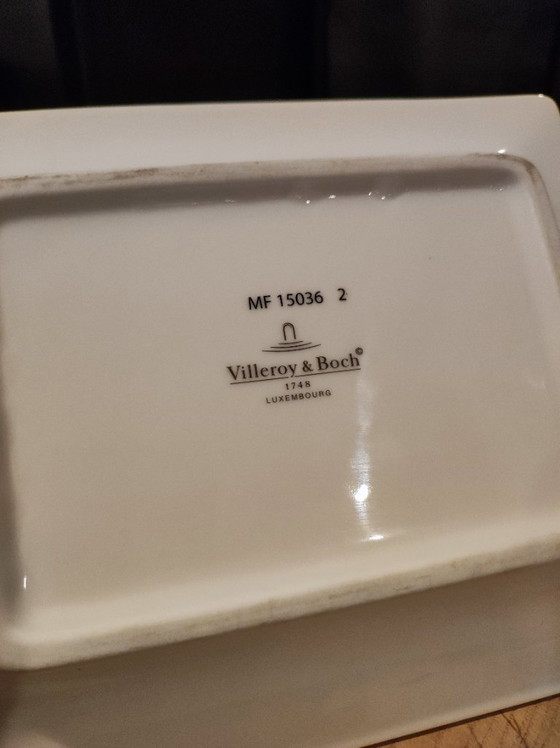 MF 15036 2
Villeroy & Boch©
1748
LUXEMBOURG